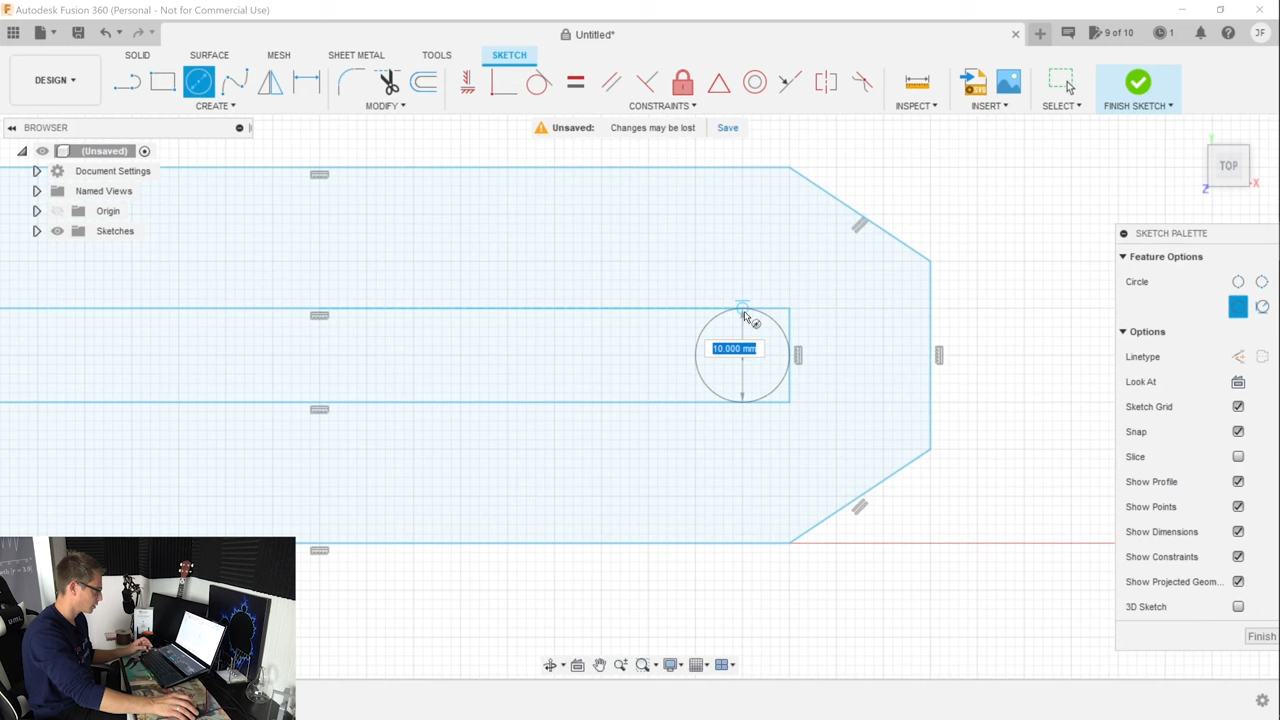 Autodesk Fusion 360 (Personal - Not for Commercial Use)
Untitled*
9 of 10
1
JF
SOLID SURFACE MESH SHEET METAL TOOLS SKETCH
DESIGN
CREATE MODIFY CONSTRAINTS INSPECT INSERT SELECT FINISH SKETCH
BROWSER
Unsaved: Changes may be lost Save
(Unsaved)
Document Settings
Named Views
Origin
Sketches
TOP
Y
X
Z
10.000 mm
SKETCH PALETTE
Feature Options
Circle
Options
Linetype
Look At
Sketch Grid
Snap
Slice
Show Profile
Show Points
Show Dimensions
Show Constraints
Show Projected Geom...
3D Sketch
Finish